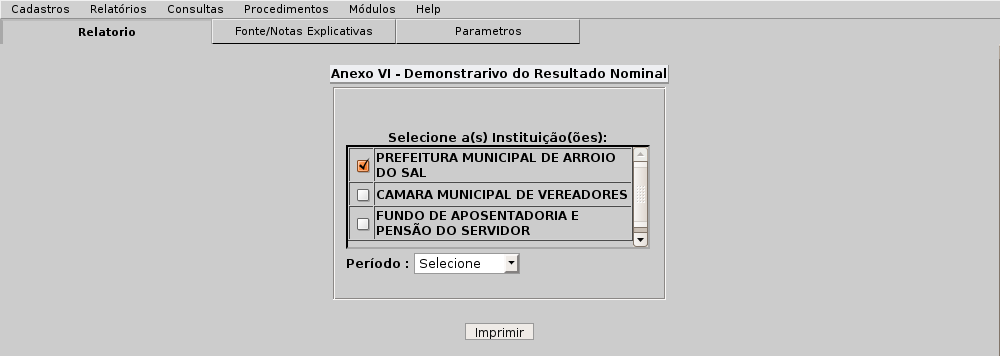 Cadastros Relatórios Consultas Procedimentos Módulos Help
Relatorio Fonte/Notas Explicativas Parametros
Anexo VI - Demonstrarivo do Resultado Nominal
Selecione a(s) Instituição(ões):
PREFEITURA MUNICIPAL DE ARROIO
DO SAL
CAMARA MUNICIPAL DE VEREADORES
FUNDO DE APOSENTADORIA E
PENSÃO DO SERVIDOR
Período : Selecione
Imprimir